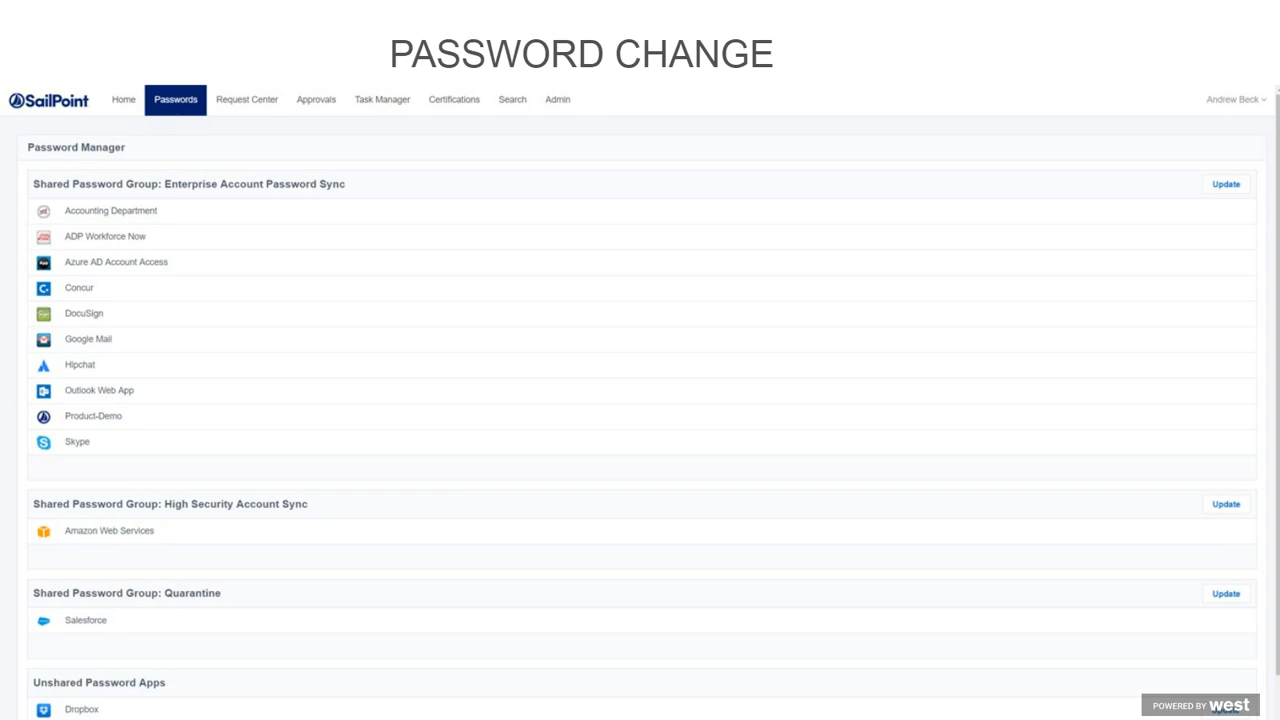 PASSWORD CHANGE
SailPoint Home Passwords Request Center Approvals Task Manager Certifications Search Admin Andrew Beck
Password Manager
Shared Password Group: Enterprise Account Password Sync Update
Accounting Department
ADP Workforce Now
Azure AD Account Access
Concur
DocuSign
Google Mail
Hipchat
Outlook Web App
Product-Demo
Skype
Shared Password Group: High Security Account Sync Update
Amazon Web Services
Shared Password Group: Quarantine Update
Salesforce
Unshared Password Apps
Dropbox
POWERED BY west